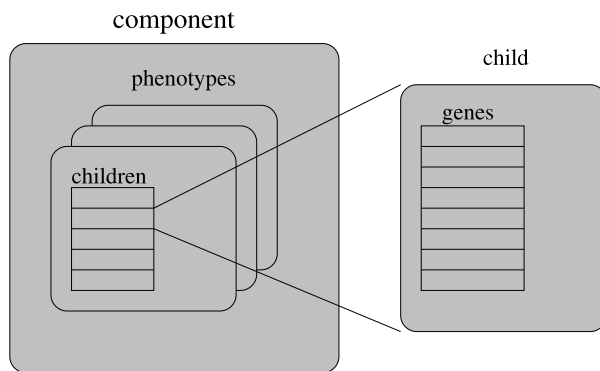 component
phenotypes
children
child
genes